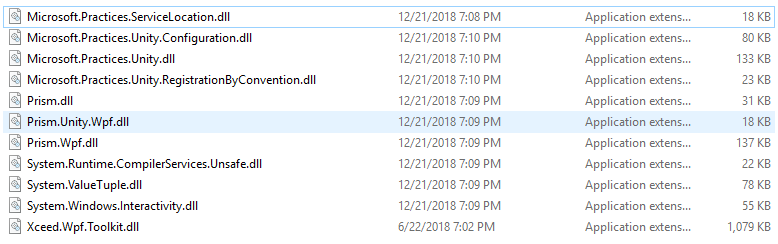 Microsoft.Practices.ServiceLocation.dll 12/21/2018 7:08 PM Application extens... 18 KB
Microsoft.Practices.Unity.Configuration.dll 12/21/2018 7:10 PM Application extens... 80 KB
Microsoft.Practices.Unity.dll 12/21/2018 7:10 PM Application extens... 133 KB
Microsoft.Practices.Unity.RegistrationByConvention.dll 12/21/2018 7:10 PM Application extens... 23 KB
Prism.dll 12/21/2018 7:09 PM Application extens... 31 KB
Prism.Unity.Wpf.dll 12/21/2018 7:09 PM Application extens... 18 KB
Prism.Wpf.dll 12/21/2018 7:09 PM Application extens... 137 KB
System.Runtime.CompilerServices.Unsafe.dll 12/21/2018 7:09 PM Application extens... 22 KB
System.ValueTuple.dll 12/21/2018 7:09 PM Application extens... 78 KB
System.Windows.Interactivity.dll 12/21/2018 7:09 PM Application extens... 55 KB
Xceed.Wpf.Toolkit.dll 6/22/2018 7:02 PM Application extens... 1,079 KB